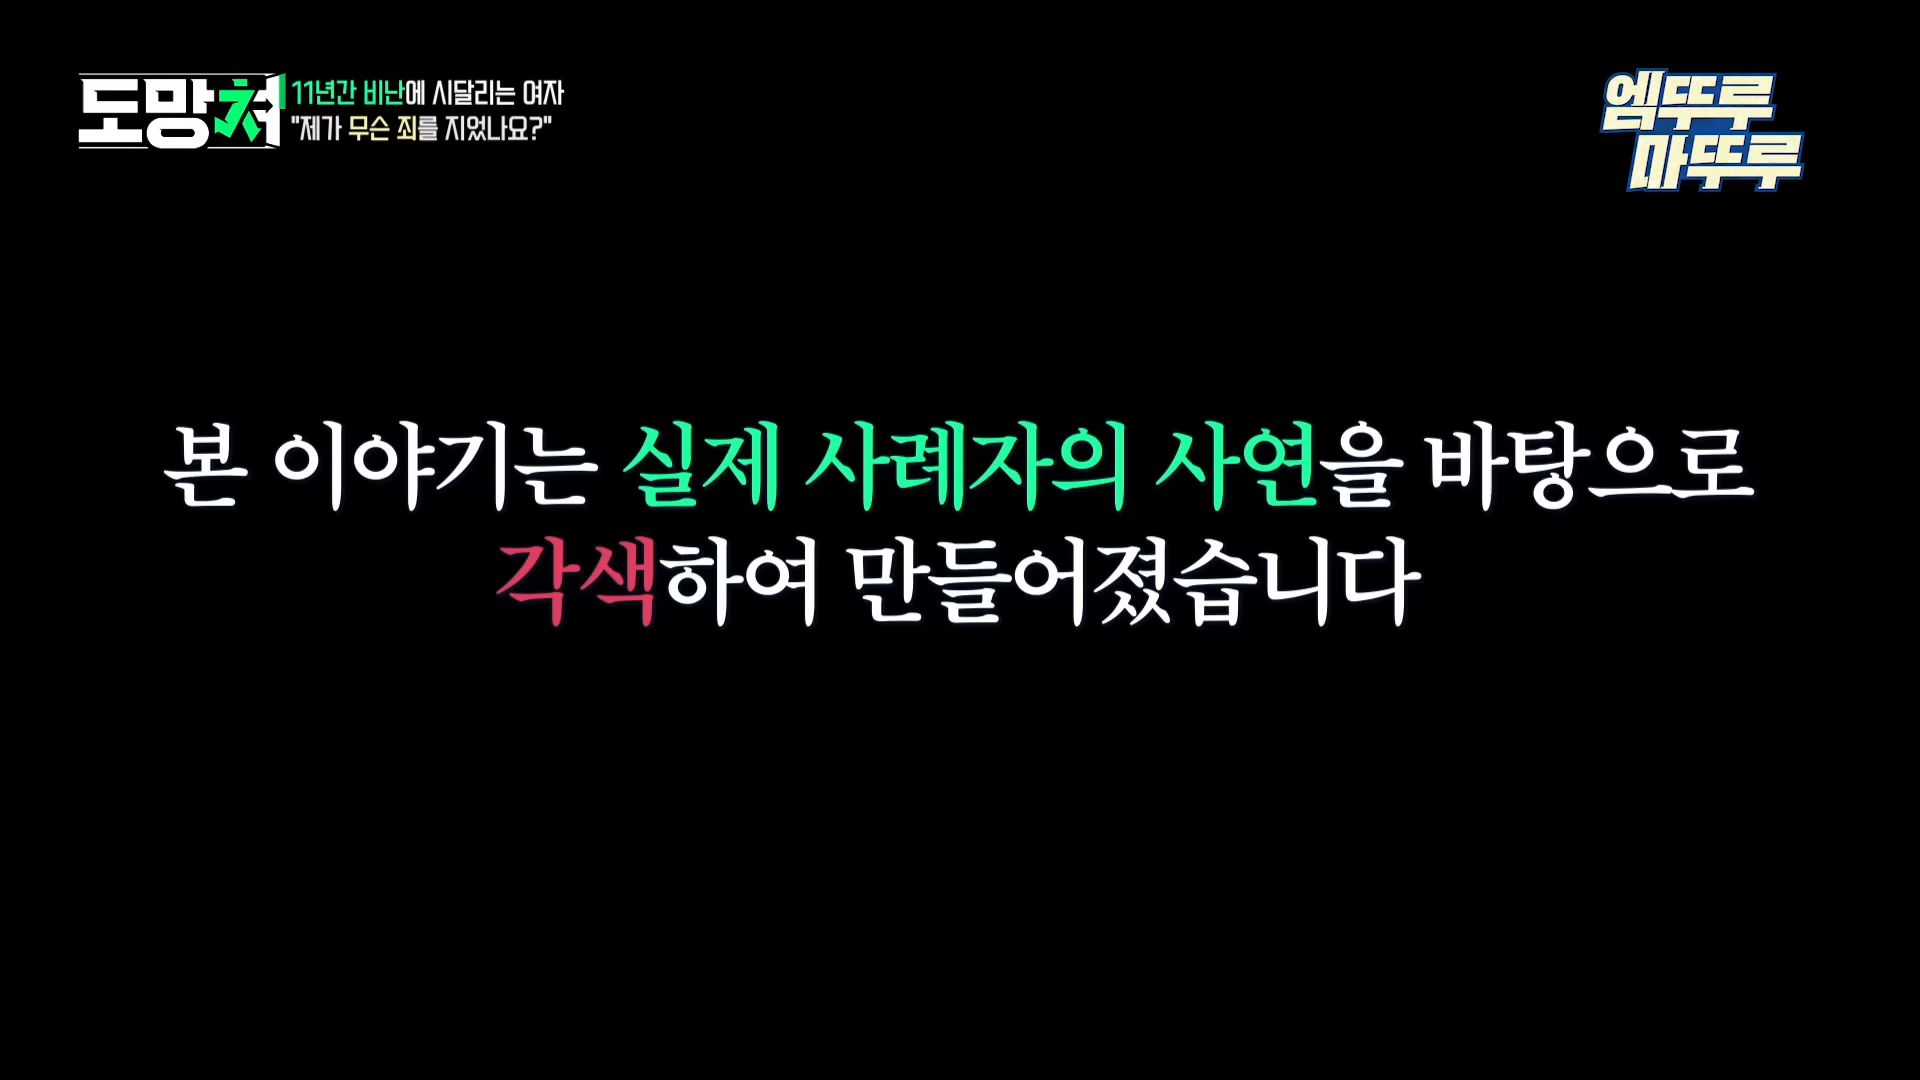 도망쳐
11년간 비난에 시달리는 여자
"제가 무슨 죄를 지었나요?"
엠뚜루
마뚜루
본 이야기는 실제 사례자의 사연을 바탕으로
각색하여 만들어졌습니다